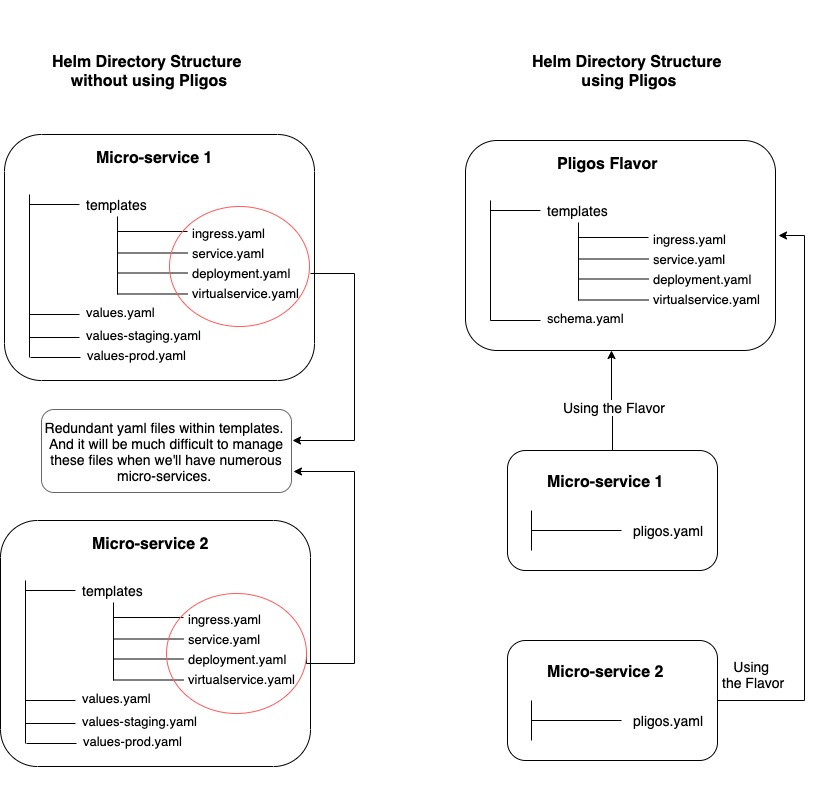 Helm Directory Structure
without using Pligos
Micro-service 1
templates
ingress.yaml
service.yaml
deployment.yaml
virtualservice.yaml
values.yaml
values-staging.yaml
values-prod.yaml
Redundant yaml files within templates.
And it will be much difficult to manage
these files when we'll have numerous
micro-services.
Micro-service 2
templates
ingress.yaml
service.yaml
deployment.yaml
virtualservice.yaml
values.yaml
values-staging.yaml
values-prod.yaml
Helm Directory Structure
using Pligos
Pligos Flavor
templates
ingress.yaml
service.yaml
deployment.yaml
virtualservice.yaml
schema.yaml
Using the Flavor
Micro-service 1
pligos.yaml
Micro-service 2
pligos.yaml
Using
the Flavor